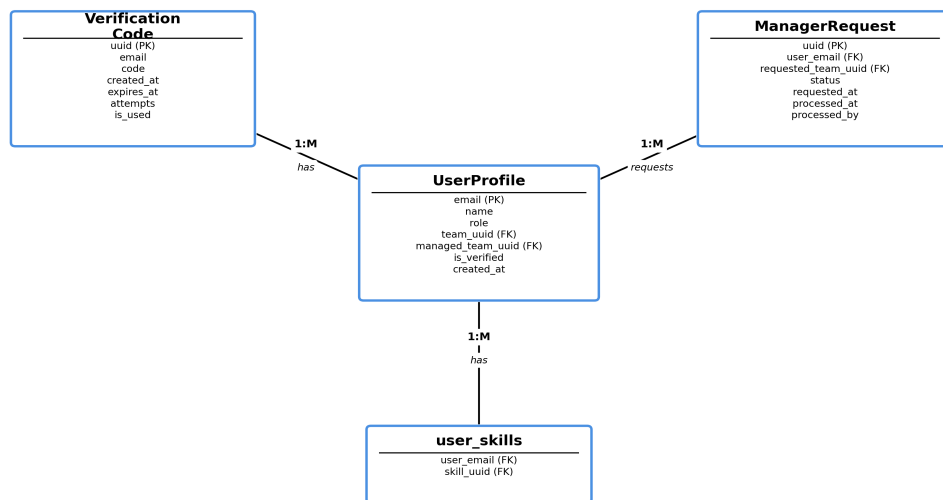 Verification
Code
uuid (PK)
email
code
created_at
expires_at
attempts
is_used
ManagerRequest
uuid (PK)
user_email (FK)
requested_team_uuid (FK)
status
requested_at
processed_at
processed_by
1:M
has
1:M
requests
UserProfile
email (PK)
name
role
team_uuid (FK)
managed_team_uuid (FK)
is_verified
created_at
1:M
has
user_skills
user_email (FK)
skill_uuid (FK)